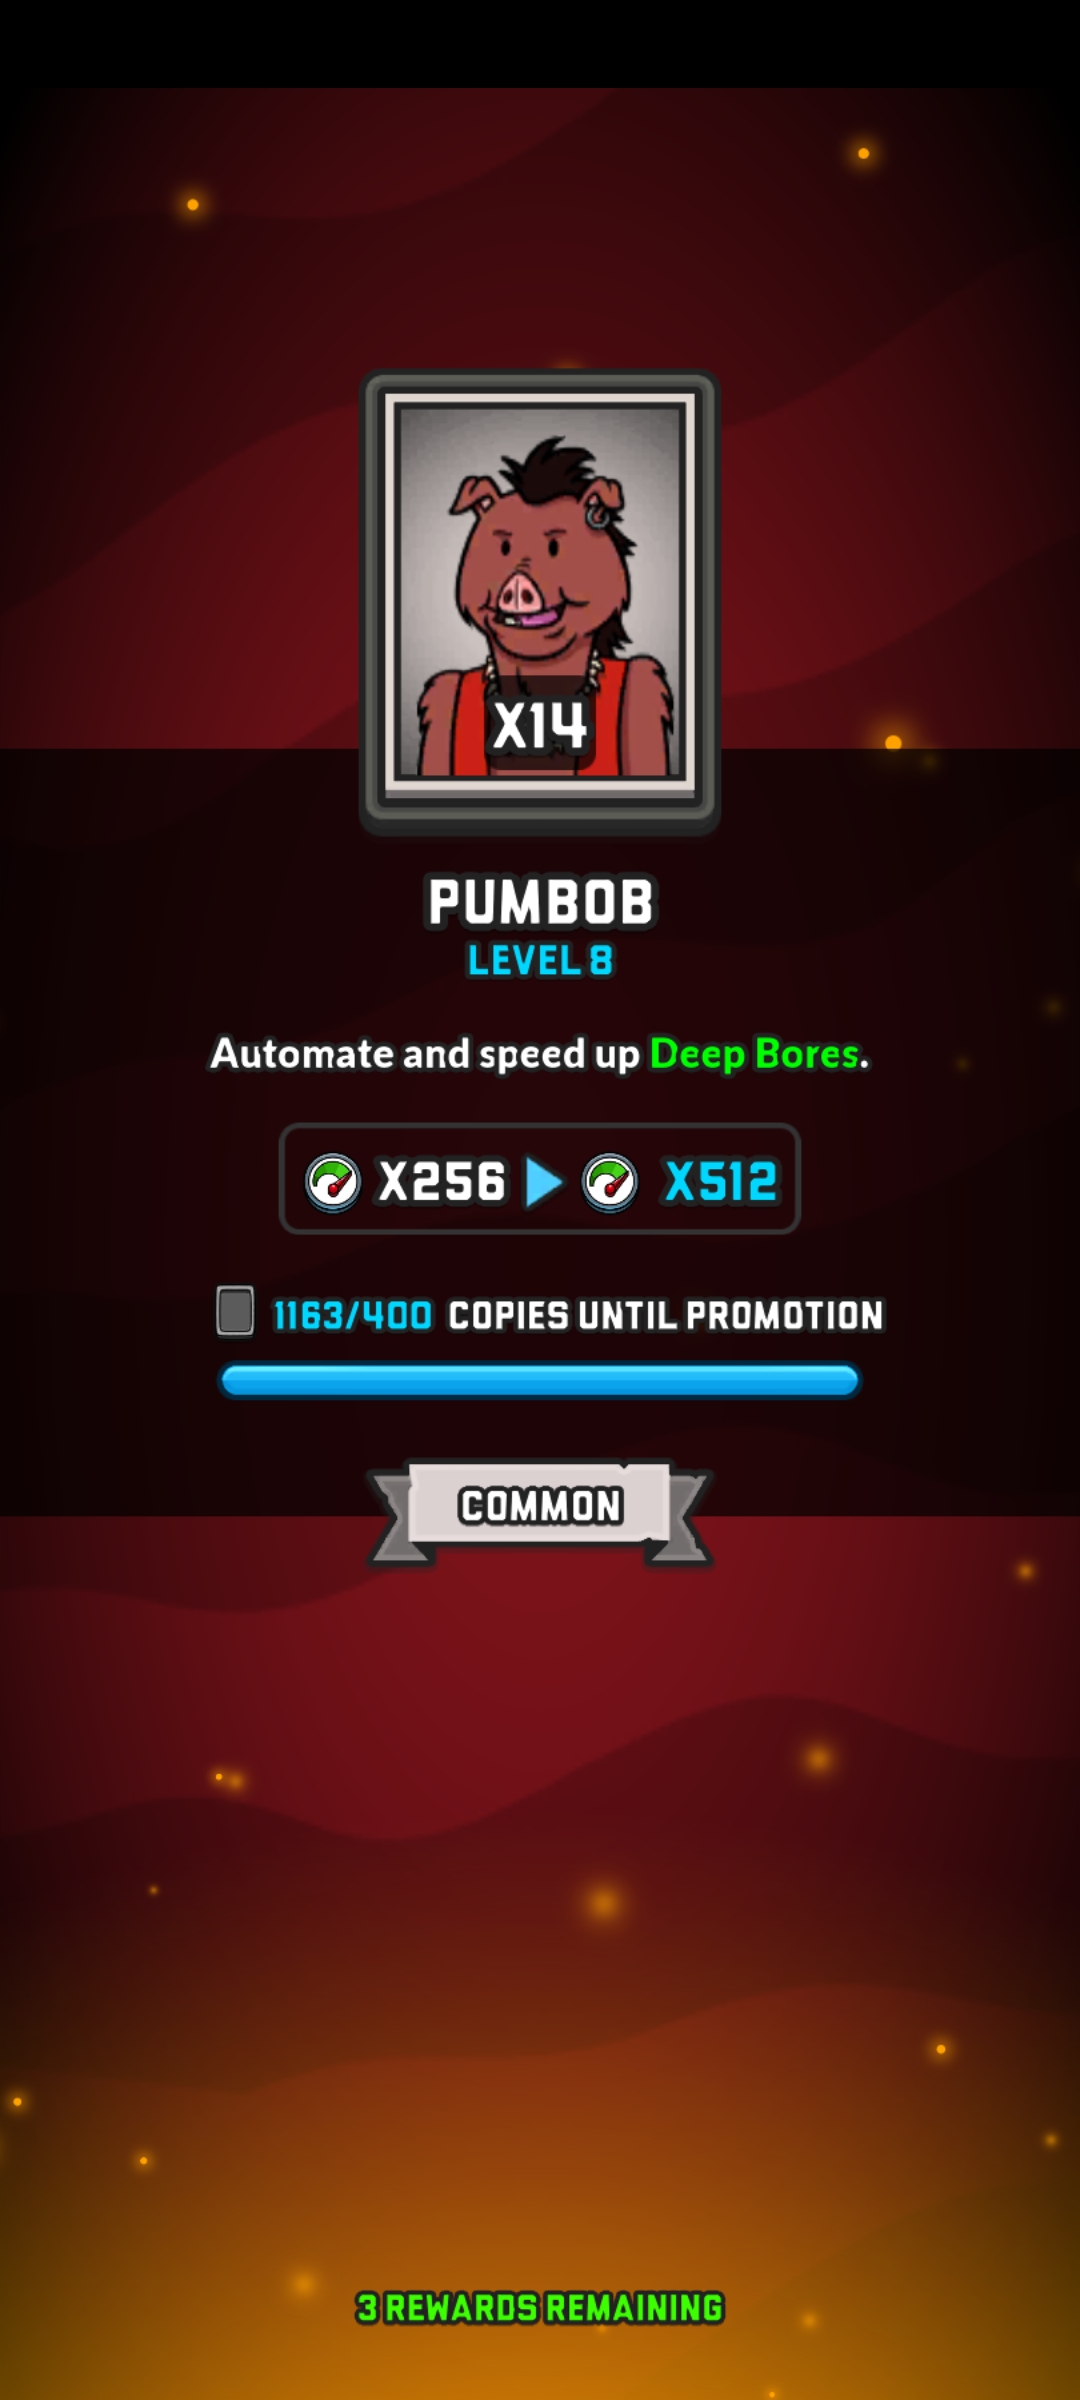 X14
PUMBOB
LEVEL 8
Automate and speed up Deep Bores.
X256 X512
1163/400 COPIES UNTIL PROMOTION
COMMON
3 REWARDS REMAINING